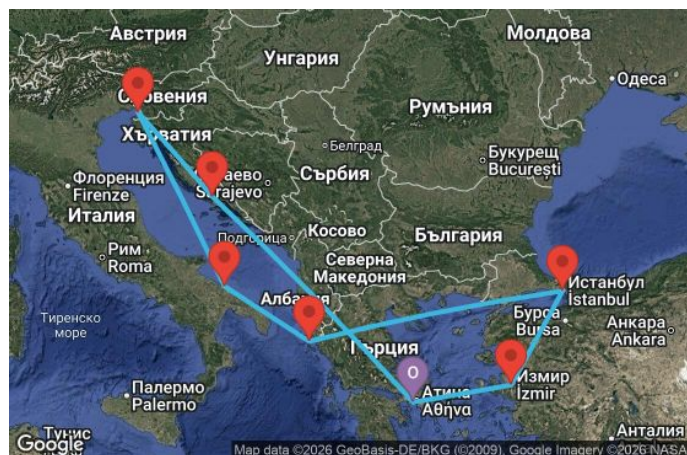 Австрия
Молдова
Унгария
Одеса
Словения
Румъния
Хърватия
Белград
Букурещ
București
Сърбия
Sarajevo
Флоренция
Firenze
Италия
Подгорица
Косово
България
Рим
Roma
Северна
Македония
Истанбул
İstanbul
Албания
Тиренско
море
Бурса
Bursa
Анкара
Ankara
Гърция
O
Измир
İzmir
Атина
Αθήνα
Палермо
Palermo
Анталия
Тунис
Google
Map data ©2026 GeoBasis-DE/BKG (©2009), Google Imagery ©2026 NASA